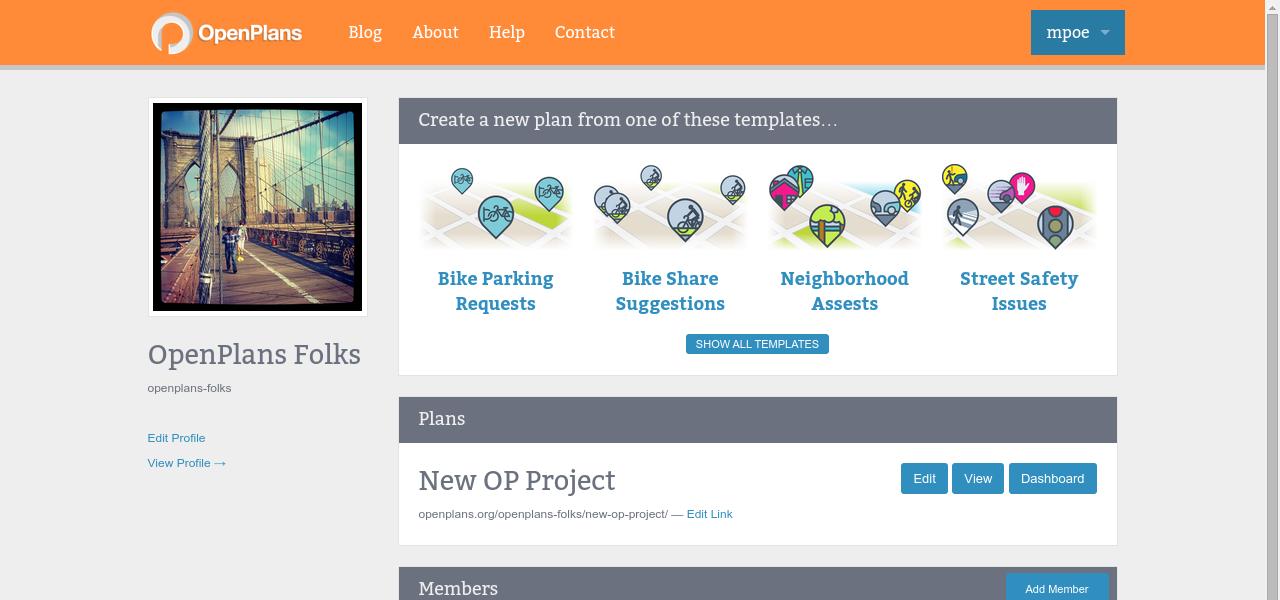 OpenPlans
Blog
About
Help
Contact
mpoe
Create a new plan from one of these templates...
Bike Parking
Requests
Bike Share
Suggestions
Neighborhood
Assests
Street Safety
Issues
SHOW ALL TEMPLATES
OpenPlans Folks
openplans-folks
Edit Profile
View Profile →
Plans
New OP Project
Edit
View
Dashboard
openplans.org/openplans-folks/new-op-project/ — Edit Link
Members
Add Member